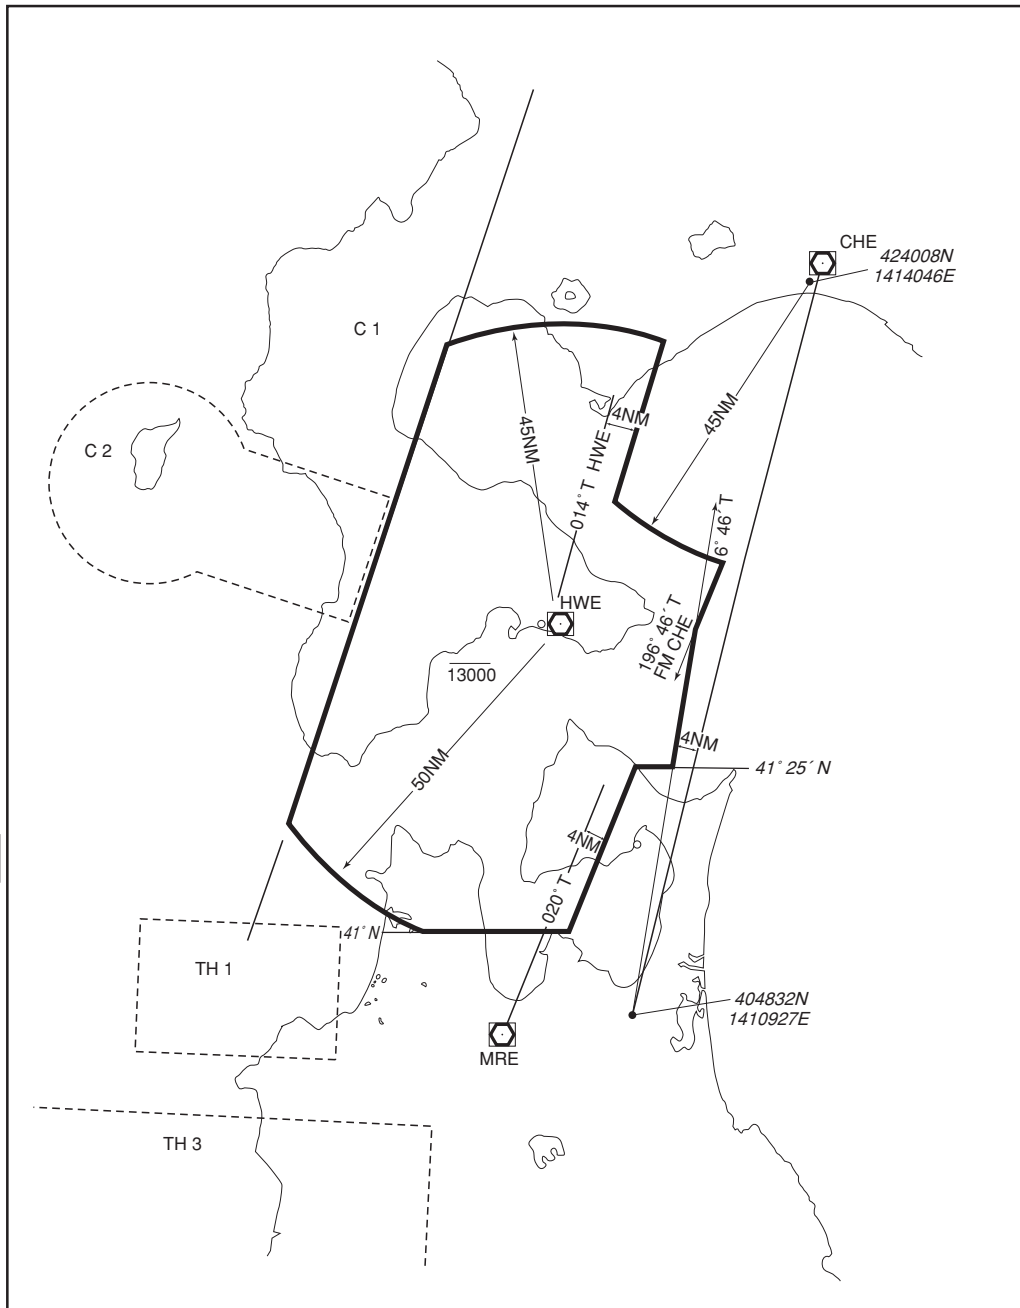 CHE
424008N
1414046E
C 1
4NM
45NM
45NM
C 2
014°T HWE
6° 46´ T
HWE
196° 46´ T
FM CHE
13000
4NM
50NM
41° 25´ N
4NM
020° T
41° N
TH 1
404832N
1410927E
MRE
TH 3